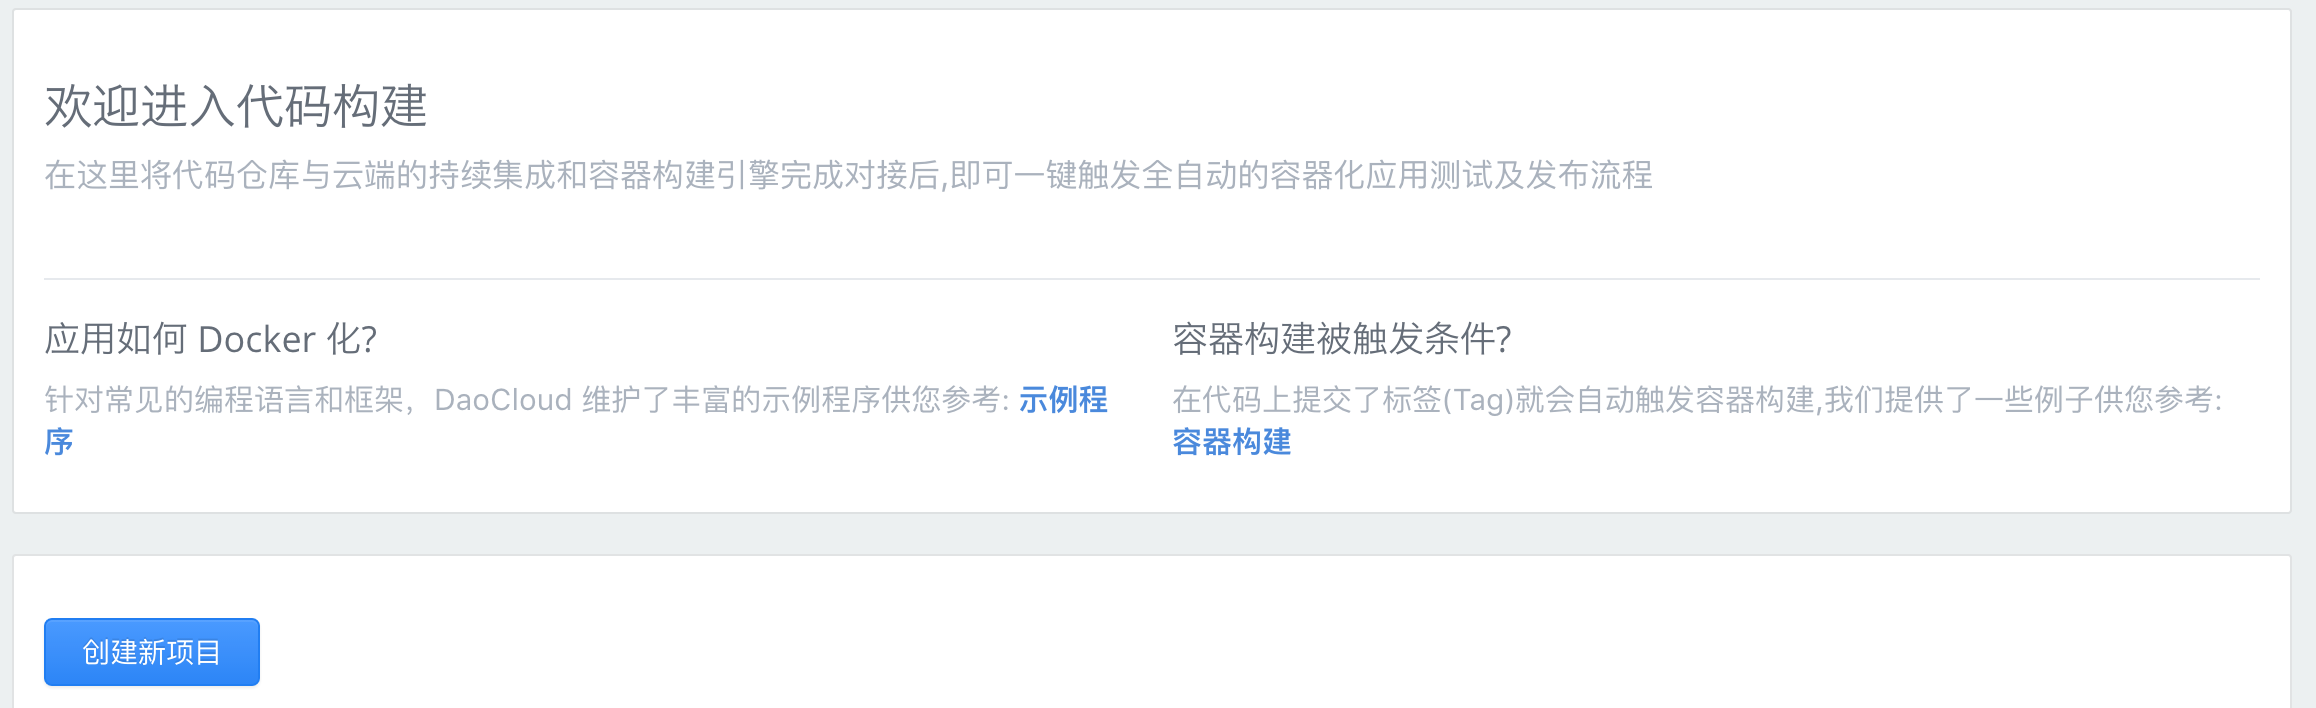 欢迎进入代码构建
在这里将代码仓库与云端的持续集成和容器构建引擎完成对接后,即可一键触发全自动的容器化应用测试及发布流程
应用如何 Docker 化?
针对常见的编程语言和框架，DaoCloud 维护了丰富的示例程序供您参考: 示例程
序
容器构建被触发条件?
在代码上提交了标签(Tag)就会自动触发容器构建,我们提供了一些例子供您参考:
容器构建
创建新项目